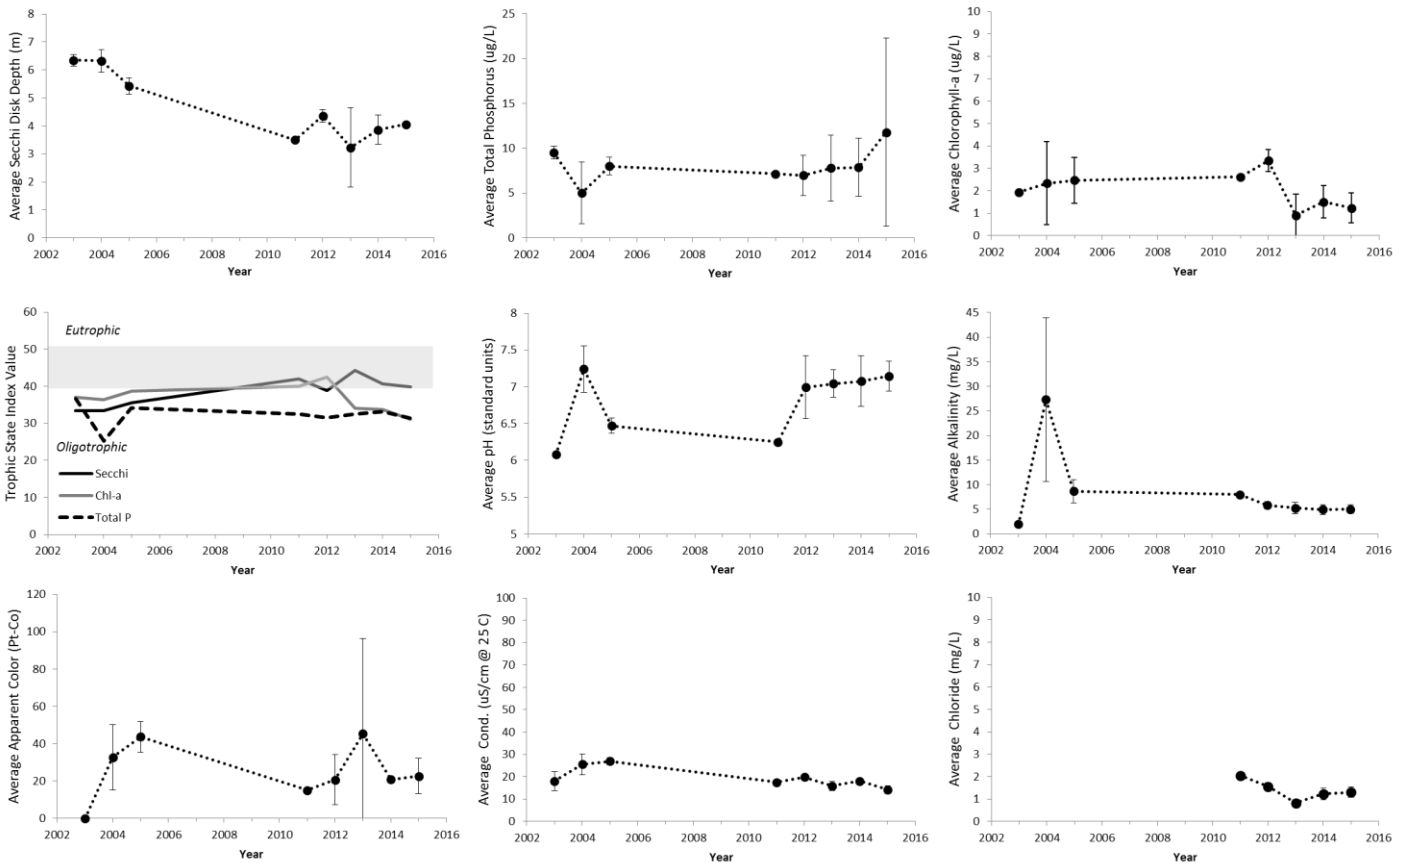 Average Secchi Disk Depth (m)
8
7
6
5
4
3
2
1
0
2002 2004 2006 2008 2010 2012 2014 2016
Year
Average Total Phosphorus (ug/L)
25
20
15
10
5
0
2002 2004 2006 2008 2010 2012 2014 2016
Year
Average Chlorophyll-a (ug/L)
10
9
8
7
6
5
4
3
2
1
0
2002 2004 2006 2008 2010 2012 2014 2016
Year
Trophic State Index Value
60
50
40
30
20
10
0
Eutrophic
Oligotrophic
Secchi
Chl-a
Total P
2002 2004 2006 2008 2010 2012 2014 2016
Year
Average pH (standard units)
8
7.5
7
6.5
6
5.5
5
2002 2004 2006 2008 2010 2012 2014 2016
Year
Average Alkalinity (mg/L)
45
40
35
30
25
20
15
10
5
0
2002 2004 2006 2008 2010 2012 2014 2016
Year
Average Apparent Color (Pt-Co)
120
100
80
60
40
20
0
2002 2004 2006 2008 2010 2012 2014 2016
Year
Average Cond. (uS/cm @ 25 C)
100
90
80
70
60
50
40
30
20
10
0
2002 2004 2006 2008 2010 2012 2014 2016
Year
Average Chloride (mg/L)
10
9
8
7
6
5
4
3
2
1
0
2002 2004 2006 2008 2010 2012 2014 2016
Year